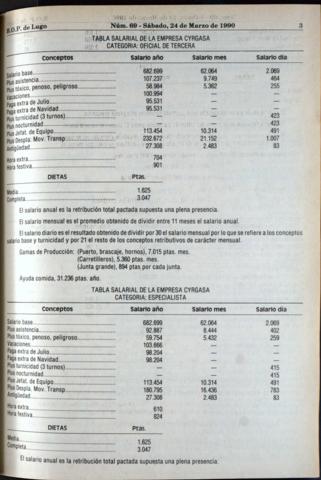 B.O.P. de Lugo Núm. 69 - Sábado, 24 de Marzo de 1990 3
TABLA SALARIAL DE LA EMPRESA CYRGASA
CATEGORIA: OFICIAL DE TERCERA
Conceptos Salario año Salario mes Salario día
Salario base 682.699 62.064 2.069
Plus asistencia 107.237 9.749 464
Plus tóxico, penoso, peligroso 58.984 5.362 255
Vacaciones 100.994 — —
Paga extra de Julio 95.531 — —
Paga extra de Navidad 95.531 — —
Plus turnicidad (3 turnos) — — 423
Plus nocturnidad — — 423
Plus Jefat. de Equipo 113.454 10.314 491
Plus Despla. Mov. Transp 232.672 21.152 1.007
Antigüedad 27.308 2.483 83
Hora extra 704
Hora festiva 901
DIETAS Ptas.
Media 1.625
Completa 3.047
El salario anual es la retribución total pactada supuesta una plena presencia.
El salario mensual es el promedio obtenido de dividir entre 11 meses el salario anual.
El salario diario es el resultado obtenido de dividir por 30 el salario mensual por lo que se refiere a los conceptos
salario base y turnicidad y por 21 el resto de los conceptos retributivos de carácter mensual.
Gamas de Producción: (Puerto, brascaje, hornos), 7.015 ptas. mes.
(Carretilleros), 5.360 ptas. mes
(Junta grande), 894 ptas por cada junta.
Ayuda comida, 31.236 ptas. año.
TABLA SALARIAL DE LA EMPRESA CYRGASA
CATEGORIA: ESPECIALISTA
Conceptos Salario año Salario mes Salario día
Salario base 682.699 62.064 2.069
Plus asistencia 92.887 8.444 402
Plus tóxico, penoso, peligroso 59.754 5.432 259
Vacaciones 103.666 — —
Paga extra de Julio 98.204 — —
Paga extra de Navidad 98.204 — —
Plus turnicidad (3 turnos) — — 415
Plus nocturnidad — — 415
Plus Jefat. de Equipo 113.454 10.314 491
Plus Despla. Mov. Transp 180.795 16.436 783
Antigüedad 27.308 2.483 83
Hora extra 610
Hora festiva 824
DIETAS Ptas.
Media 1.625
Completa 3.047
El salario anual es la retribución total pactada supuesta una plena presencia.